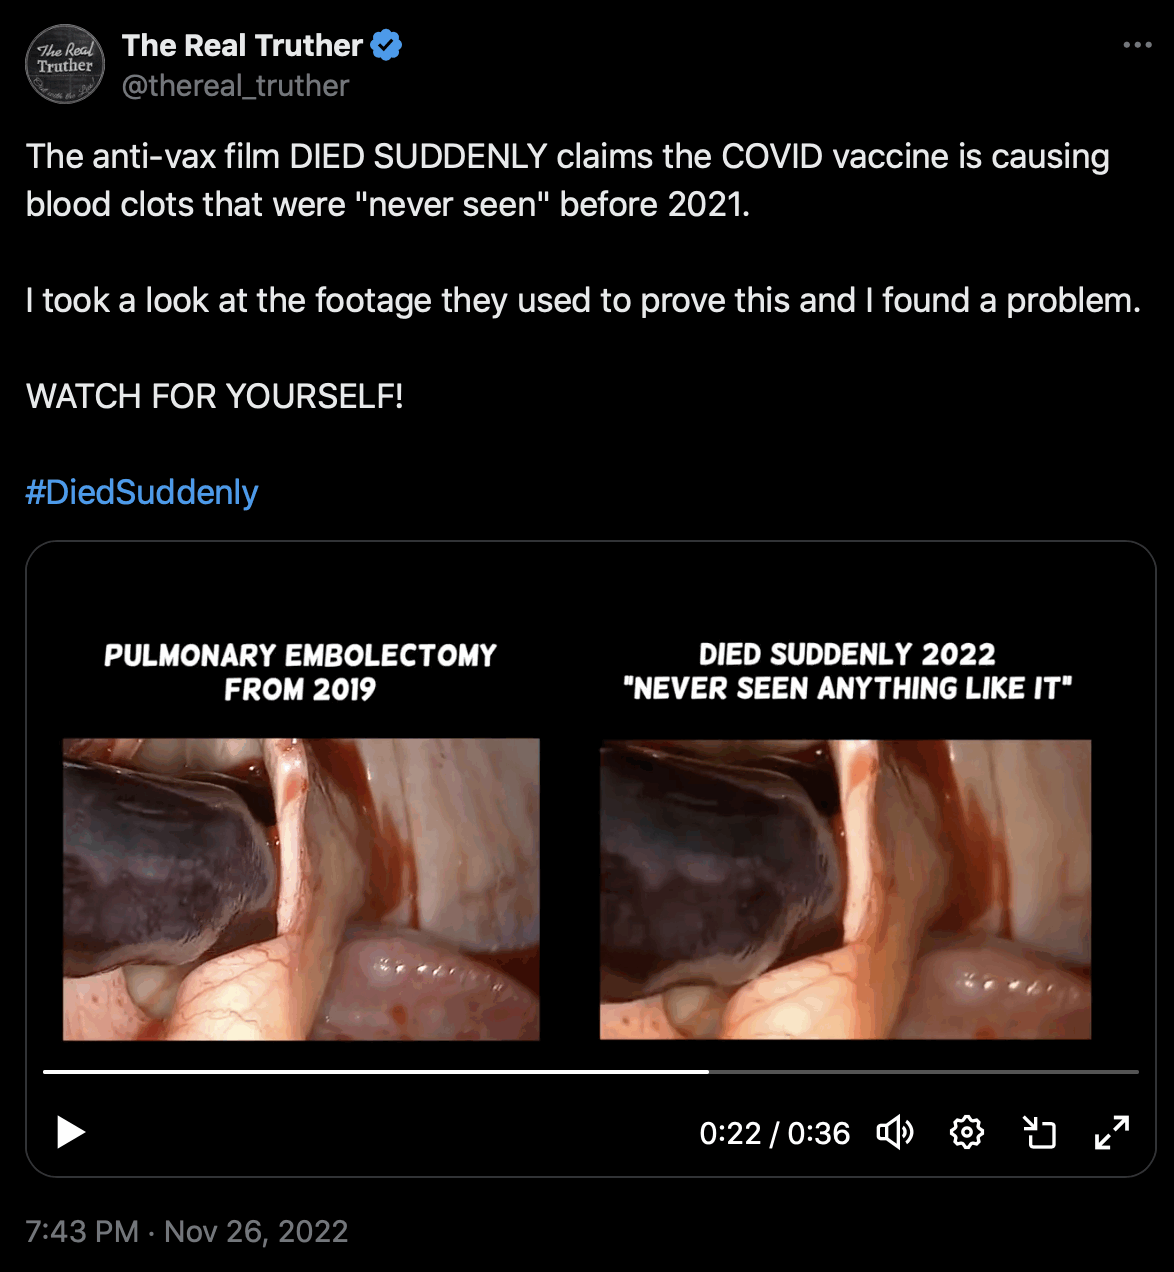 The Real Truther
@thereal_truther
The Real
Truther
The anti-vax film DIED SUDDENLY claims the COVID vaccine is causing
blood clots that were "never seen" before 2021.
I took a look at the footage they used to prove this and I found a problem.
WATCH FOR YOURSELF!
#DiedSuddenly
PULMONARY EMBOLECTOMY
FROM 2019
DIED SUDDENLY 2022
"NEVER SEEN ANYTHING LIKE IT"
0:22 / 0:36
7:43 PM · Nov 26, 2022